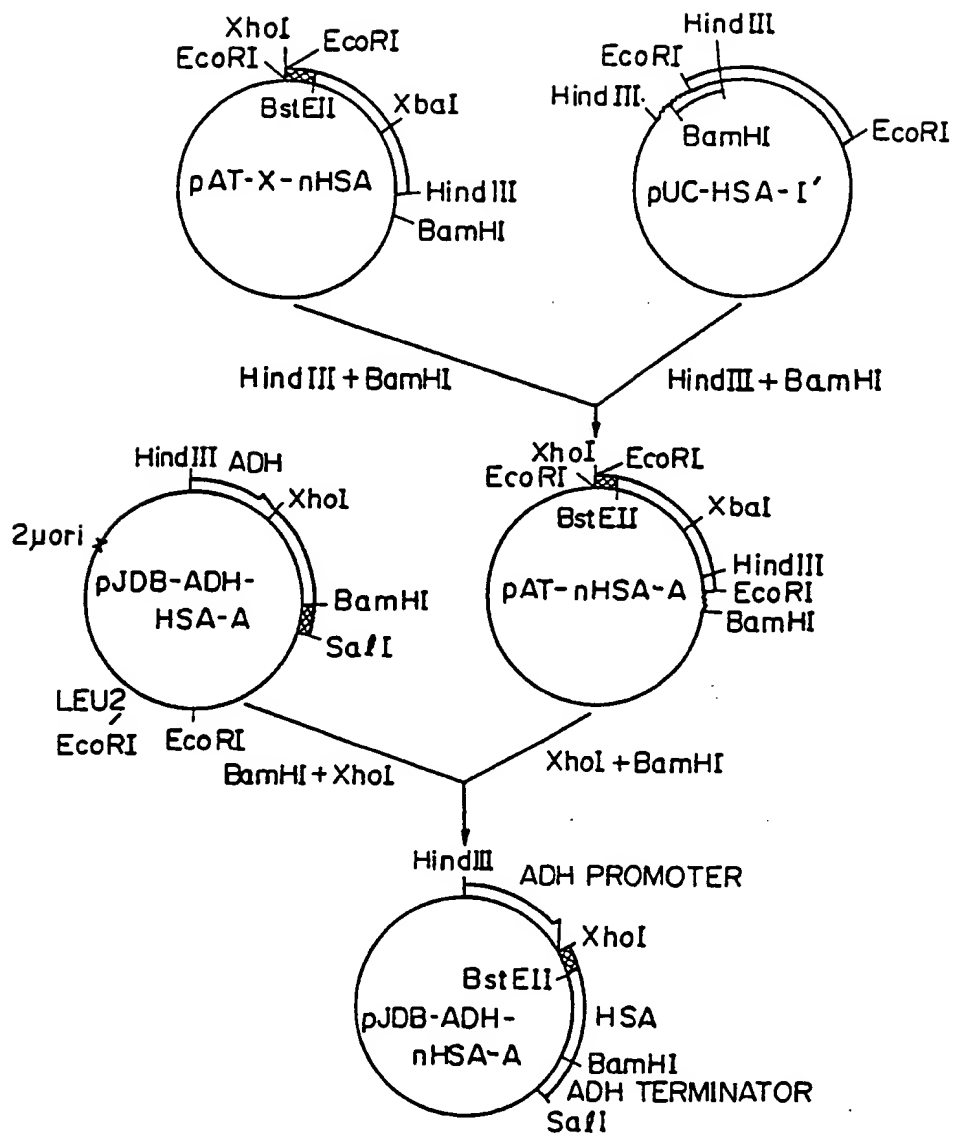 XhoI
EcoRI
EcoRI
BstEII
XbaI
pAT-X-nHSA
HindIII
BamHI
HindIII
EcoRI
HindIII
BamHI
EcoRI
pUC-HSA-I'
HindIII+BamHI
HindIII+BamHI
HindIII
ADH
XhoI
2µori
pJDB-ADH-
HSA-A
BamHI
SalI
LEU2
EcoRI
EcoRI
XhoI
EcoRI
EcoRI
BstEII
XbaI
pAT-nHSA-A
HindIII
EcoRI
BamHI
BamHI+XhoI
XhoI+BamHI
HindIII
ADH PROMOTER
XhoI
BstEII
pJDB-ADH-
nHSA-A
HSA
BamHI
ADH TERMINATOR
SalI